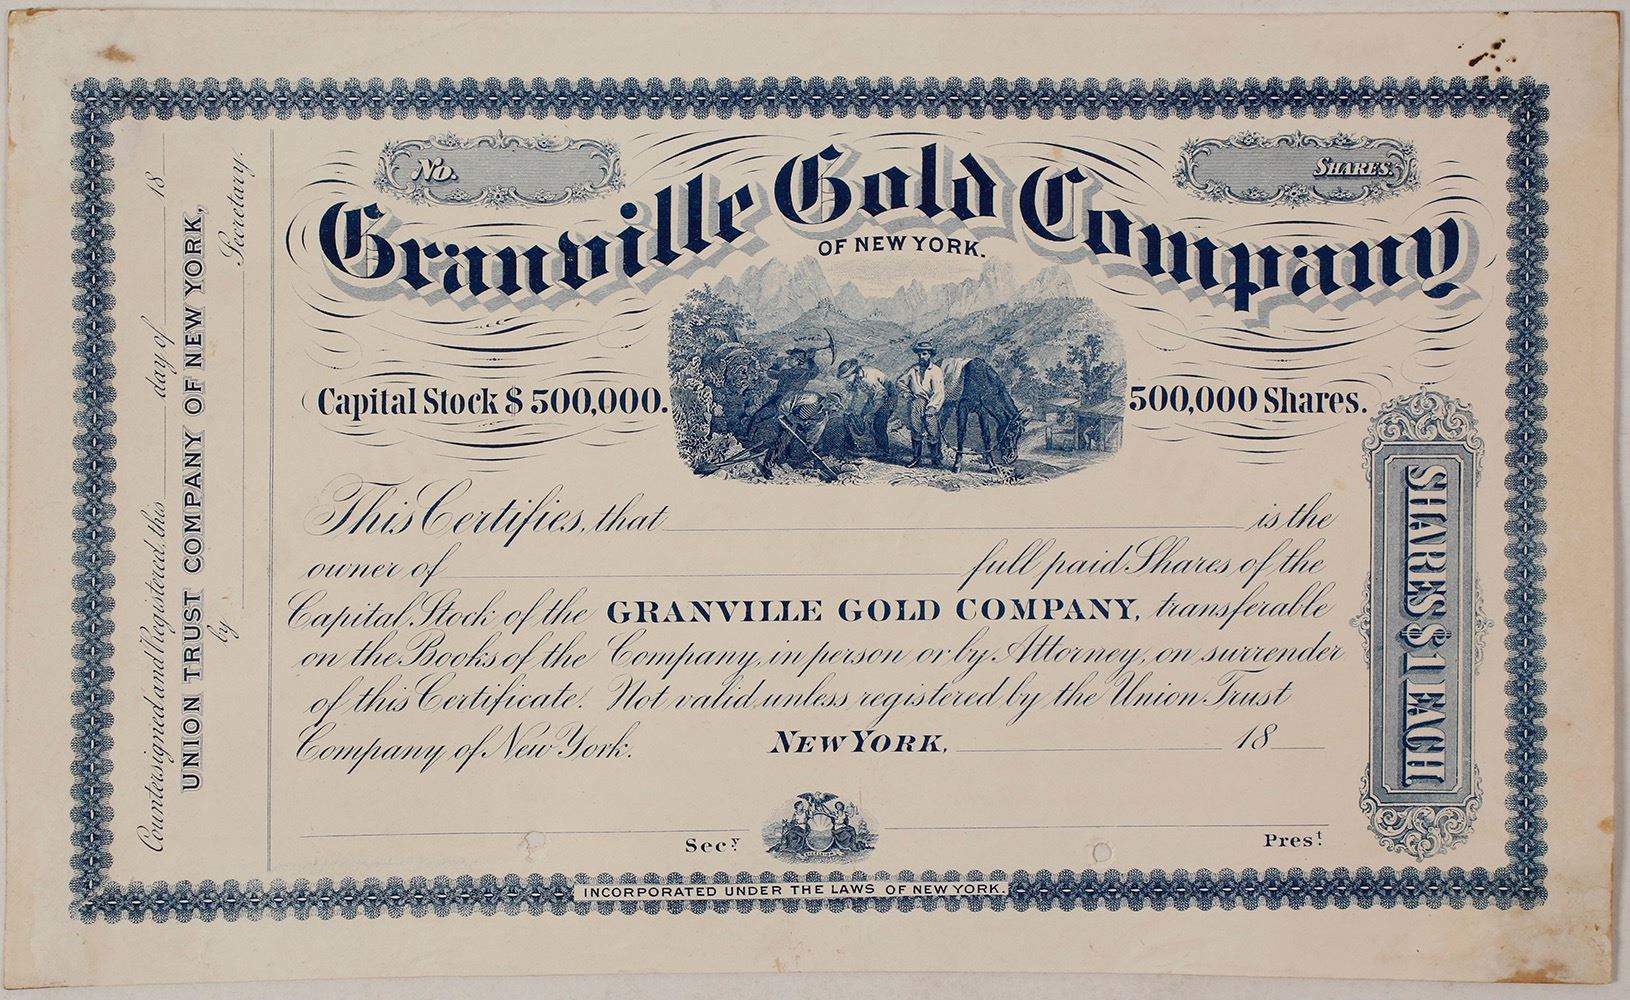 No.
SHARES.
Granville Gold Company
OF NEW YORK.
Capital Stock $500,000.
500,000 Shares.
This Certifies, that is the
owner of full paid Shares of the
Capital Stock of the GRANVILLE GOLD COMPANY, transferable
on the Books of the Company, in person or by Attorney, on surrender
of this Certificate. Not valid unless registered by the Union Trust
Company of New York. NEW YORK, 18
Secy.
Prest.
INCORPORATED UNDER THE LAWS OF NEW YORK.
Countersigned and Registered, this day of 18
UNION TRUST COMPANY OF NEW YORK,
by Secretary.
SHARES $1 EACH